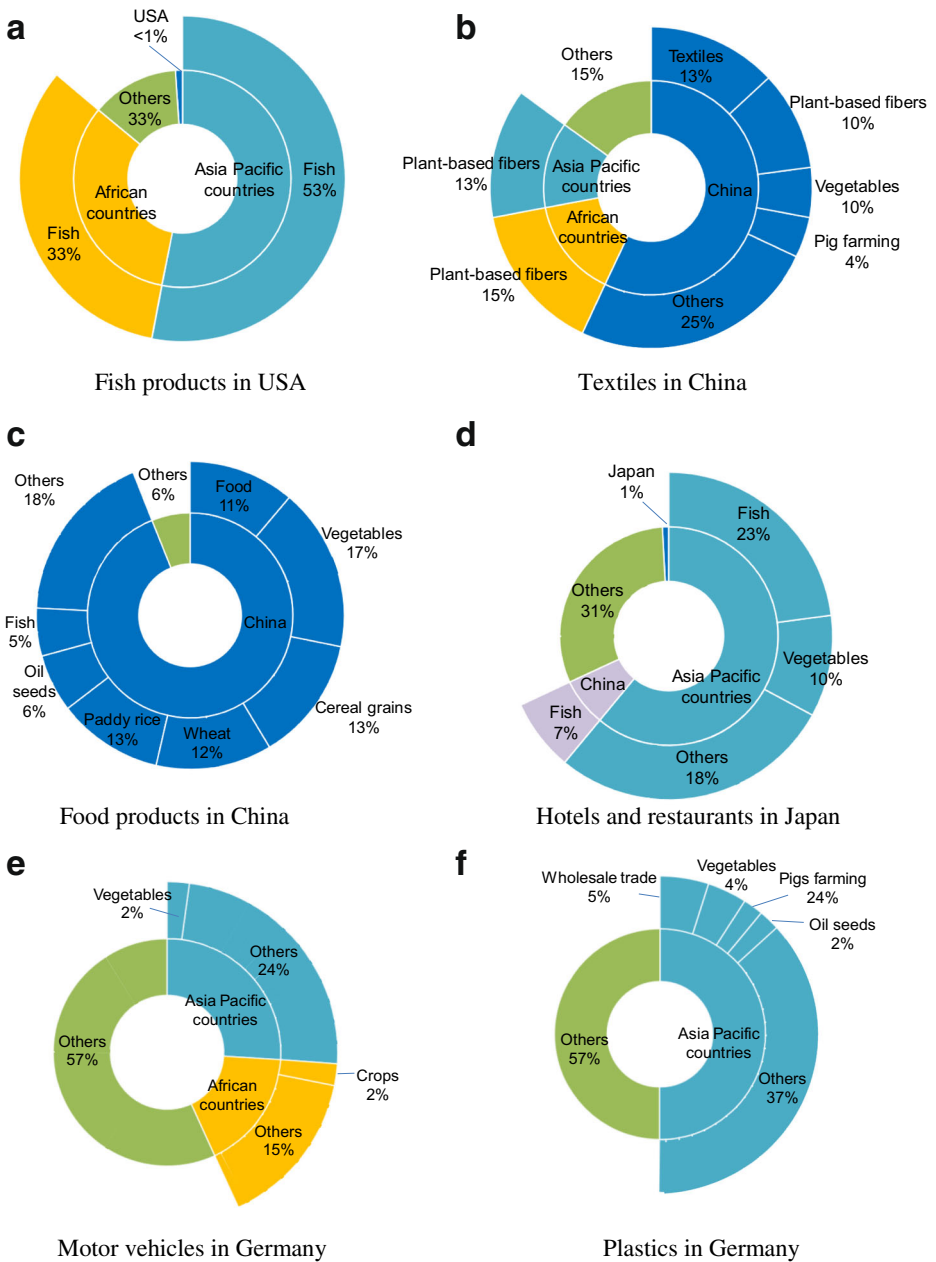 a
USA
<1%
Others
33%
Asia Pacific
countries
Fish
53%
African
countries
Fish
33%
Fish products in USA
b
Others
15%
Textiles
13%
Plant-based fibers
10%
Plant-based fibers
13%
Asia Pacific
countries
China
Vegetables
10%
African
countries
Pig farming
4%
Plant-based fibers
15%
Others
25%
Textiles in China
c
Others
18%
Others
6%
Food
11%
Vegetables
17%
Fish
5%
China
Oil
seeds
6%
Paddy rice
13%
Wheat
12%
Cereal grains
13%
Food products in China
d
Japan
1%
Fish
23%
Others
31%
China
Asia Pacific
countries
Vegetables
10%
Fish
7%
Others
18%
Hotels and restaurants in Japan
e
Vegetables
2%
Others
24%
Asia Pacific
countries
Others
57%
African
countries
Crops
2%
Others
15%
Motor vehicles in Germany
f
Wholesale trade
5%
Vegetables
4%
Pigs farming
24%
Oil seeds
2%
Others
57%
Asia Pacific
countries
Others
37%
Plastics in Germany